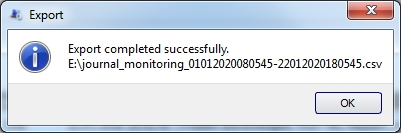 Export
Export completed successfully.
E:\journal_monitoring_01012020080545-22012020180545.csv
OK